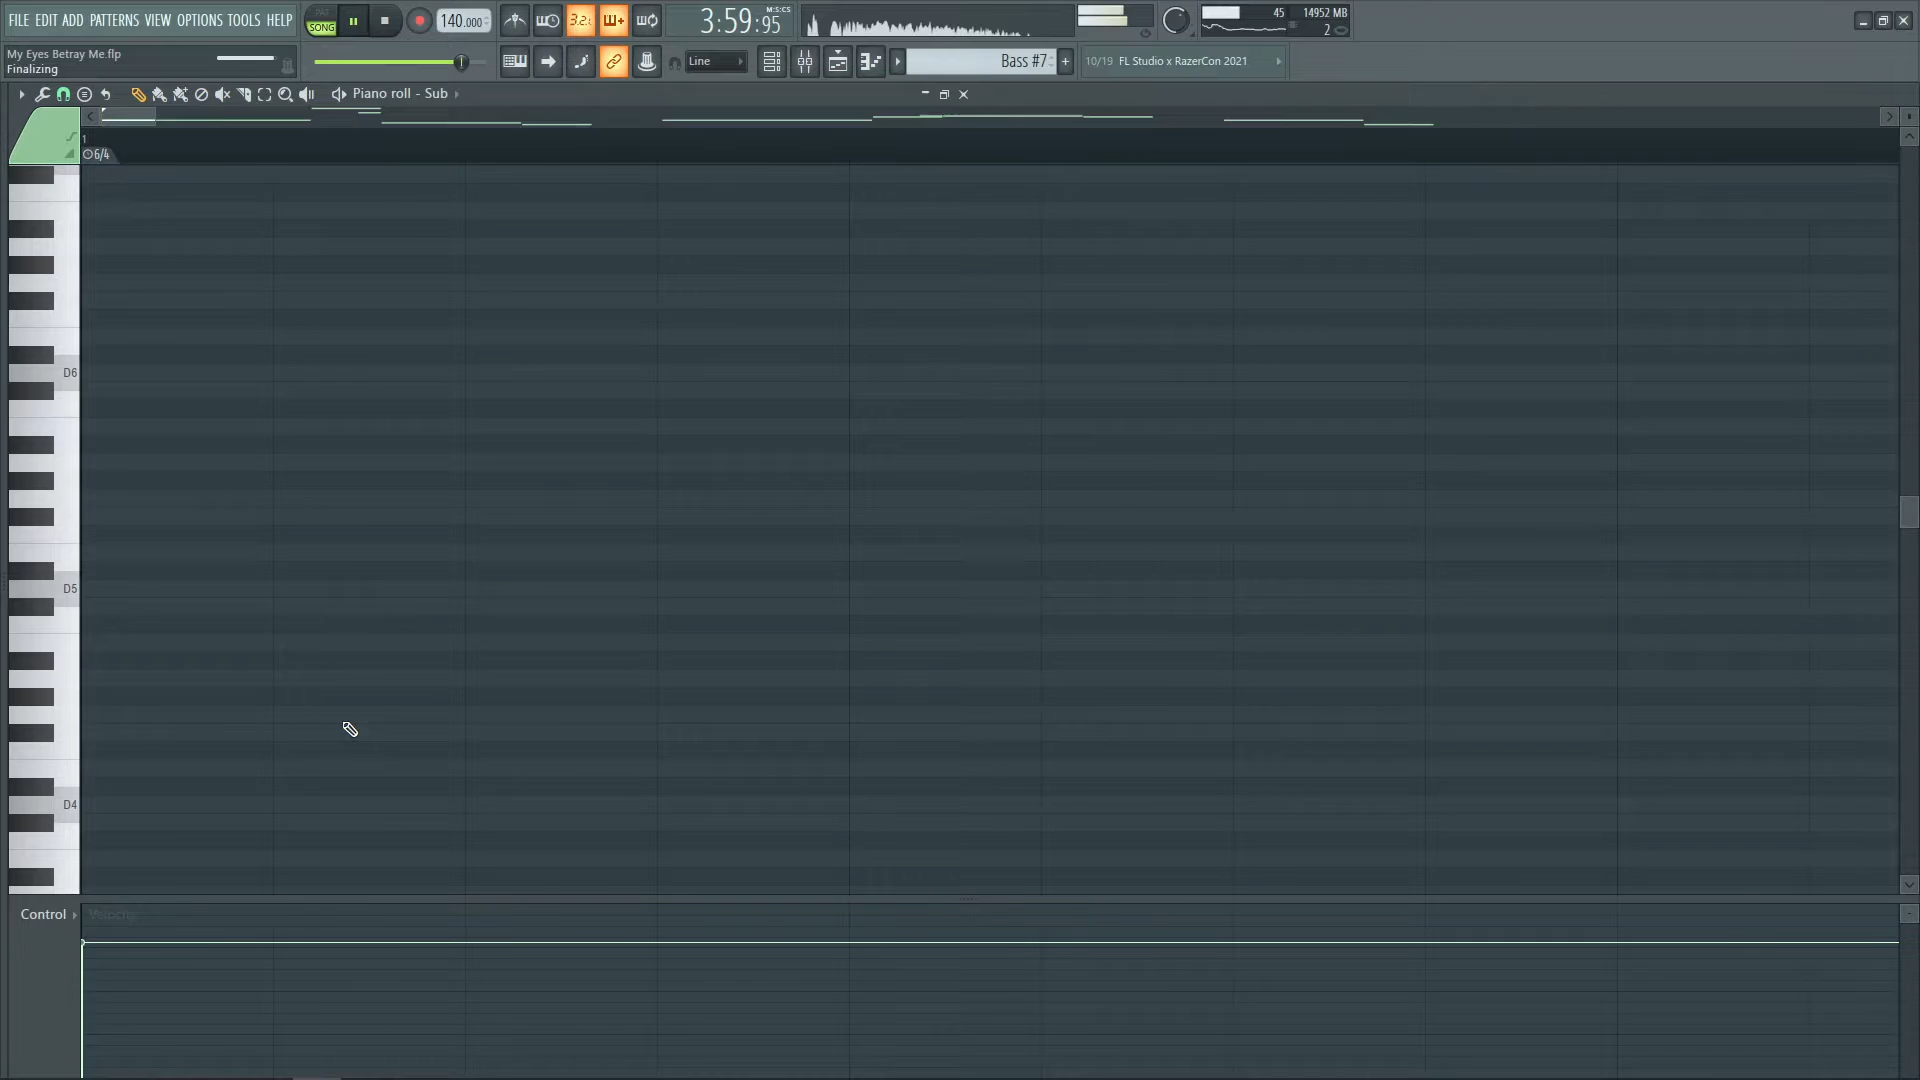 FILE EDIT ADD PATTERNS VIEW OPTIONS TOOLS HELP
PAT
SONG
140.000
3:59:95
M:S:CS
45
14952 MB
2
My Eyes Betray Me.flp
Finalizing
Line
Bass #7
10/19 FL Studio x RazerCon 2021
Piano roll - Sub
1
6/4
D6
D5
D4
Control
Velocity